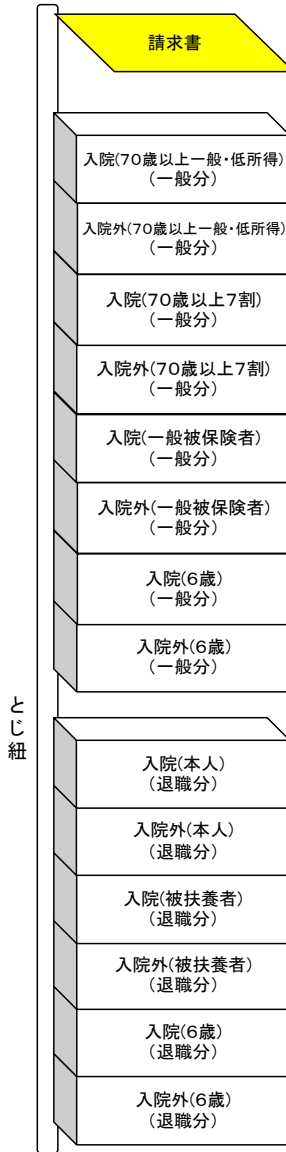 請求書
入院(70歳以上一般・低所得)
(一般分)
入院外(70歳以上一般・低所得)
(一般分)
入院(70歳以上7割)
(一般分)
入院外(70歳以上7割)
(一般分)
入院(一般被保険者)
(一般分)
入院外(一般被保険者)
(一般分)
入院(6歳)
(一般分)
入院外(6歳)
(一般分)
とじ紐
入院(本人)
(退職分)
入院外(本人)
(退職分)
入院(被扶養者)
(退職分)
入院外(被扶養者)
(退職分)
入院(6歳)
(退職分)
入院外(6歳)
(退職分)